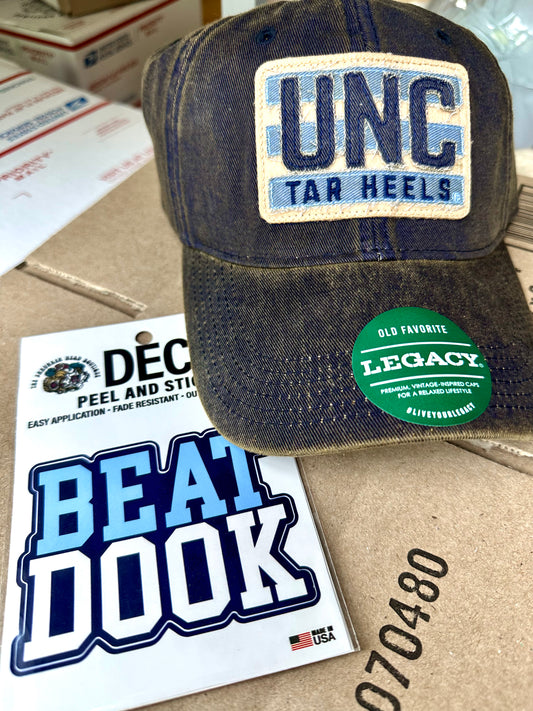 UNC
TAR HEELS
OLD FAVORITE
LEGACY
PREMIUM, VINTAGE-INSPIRED CAPS
FOR A RELAXED LIFESTYLE
#LIVEYOURLEGACY
DEC
PEEL AND STIC
EASY APPLICATION - FADE RESISTANT - OU
BEAT
DOOK
MADE IN
USA
070480